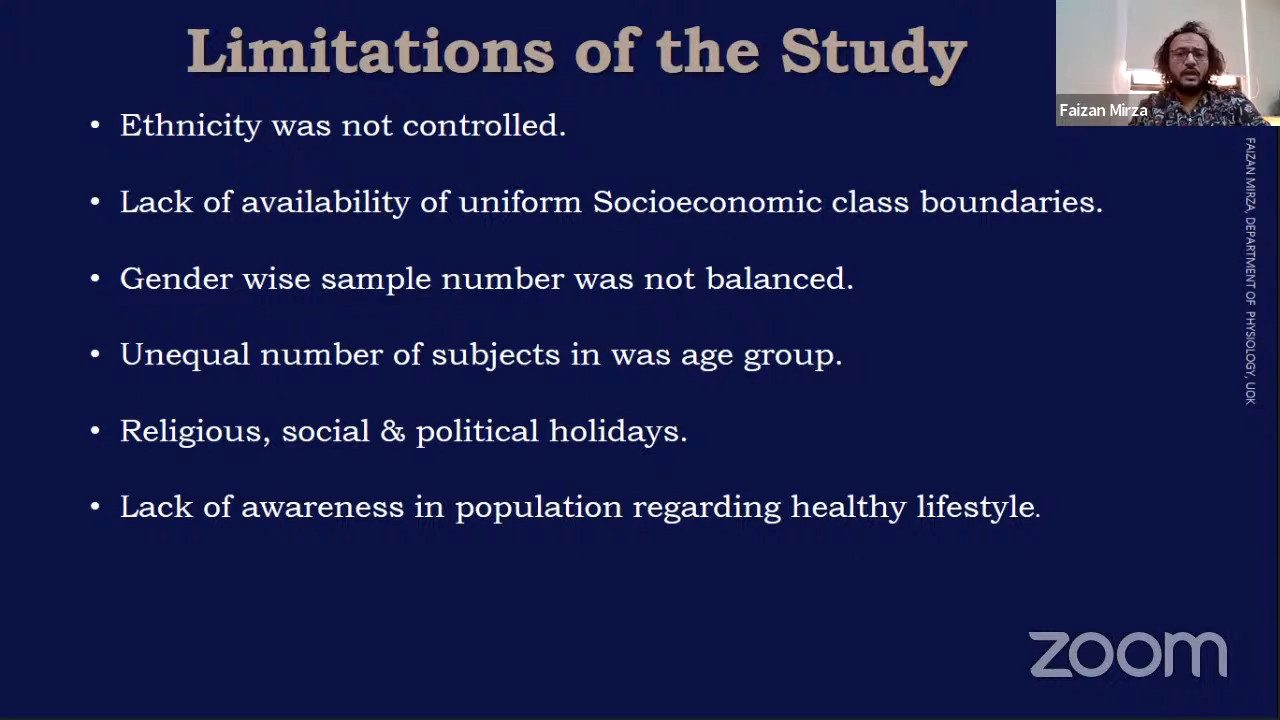 Limitations of the Study
Faizan Mirza
• Ethnicity was not controlled.
• Lack of availability of uniform Socioeconomic class boundaries.
• Gender wise sample number was not balanced.
• Unequal number of subjects in was age group.
• Religious, social & political holidays.
• Lack of awareness in population regarding healthy lifestyle.
FAIZAN MIRZA, DEPARTMENT OF PHYSIOLOGY, UOK
zoom